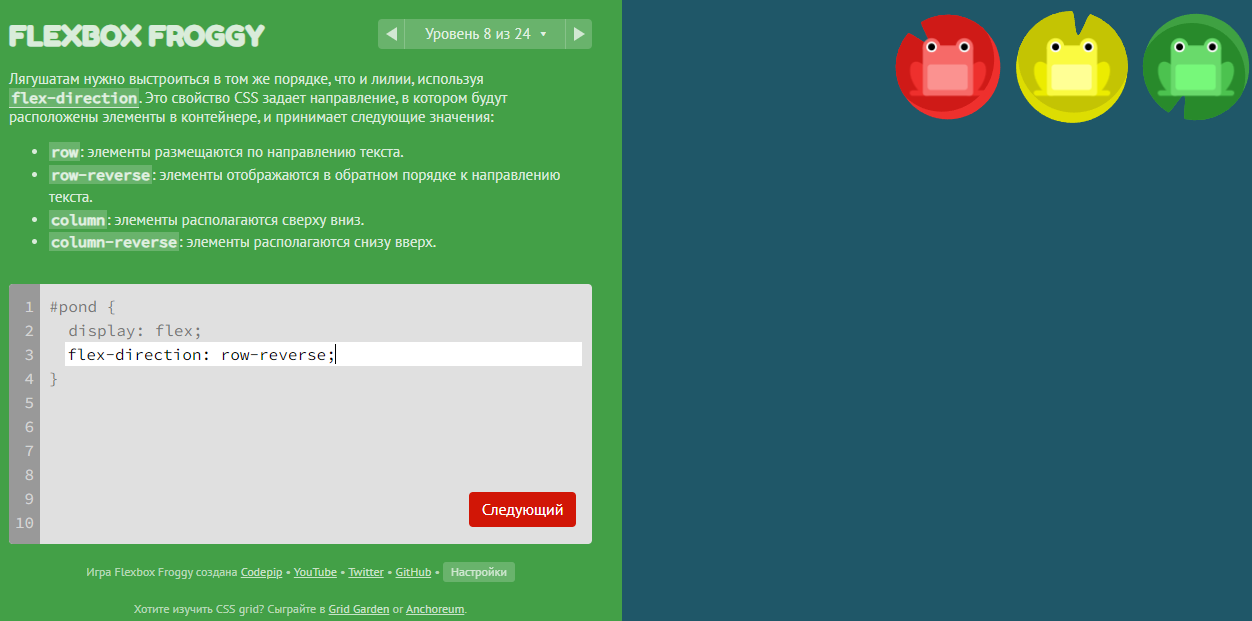 FLEXBOX FROGGY
Уровень 8 из 24
Лягушатам нужно выстроиться в том же порядке, что и лилии, используя
flex-direction. Это свойство CSS задает направление, в котором будут
расположены элементы в контейнере, и принимает следующие значения:
• row: элементы размещаются по направлению текста.
• row-reverse: элементы отображаются в обратном порядке к направлению
текста.
• column: элементы располагаются сверху вниз.
• column-reverse: элементы располагаются снизу вверх.
1 #pond {
2 display: flex;
3 flex-direction: row-reverse;
4 }
5
6
7
8
9
10
Следующий
Игра Flexbox Froggy создана Codepip • YouTube • Twitter • GitHub • Настройки
Хотите изучить CSS grid? Сыграйте в Grid Garden or Anchoreum.